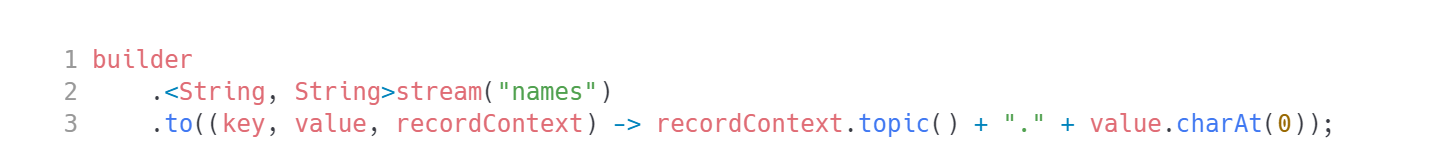 1 builder
2     .<String, String>stream("names")
3     .to((key, value, recordContext) -> recordContext.topic() + "." + value.charAt(0));